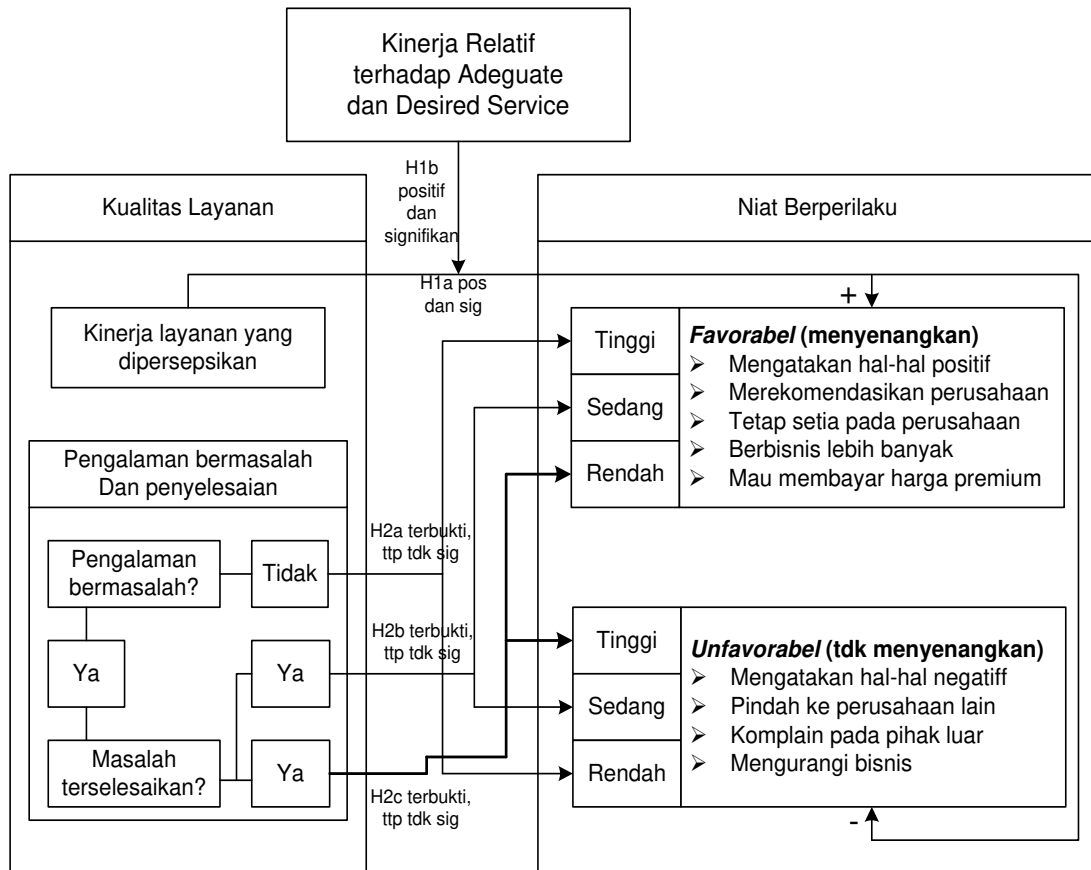 Kinerja Relatif
terhadap Adeguate
dan Desired Service
H1b
positif
dan
signifikan
Kualitas Layanan
Niat Berperilaku
H1a pos
dan sig
+
Kinerja layanan yang
dipersepsikan
Tinggi
Sedang
Rendah
Favorabel (menyenangkan)
➢ Mengatakan hal-hal positif
➢ Merekomendasikan perusahaan
➢ Tetap setia pada perusahaan
➢ Berbisnis lebih banyak
➢ Mau membayar harga premium
Pengalaman bermasalah
Dan penyelesaian
Pengalaman
bermasalah?
Tidak
H2a terbukti,
ttp tdk sig
Ya
Ya
H2b terbukti,
ttp tdk sig
Masalah
terselesaikan?
Ya
H2c terbukti,
ttp tdk sig
Tinggi
Sedang
Rendah
Unfavorabel (tdk menyenangkan)
➢ Mengatakan hal-hal negatiff
➢ Pindah ke perusahaan lain
➢ Komplain pada pihak luar
➢ Mengurangi bisnis
-